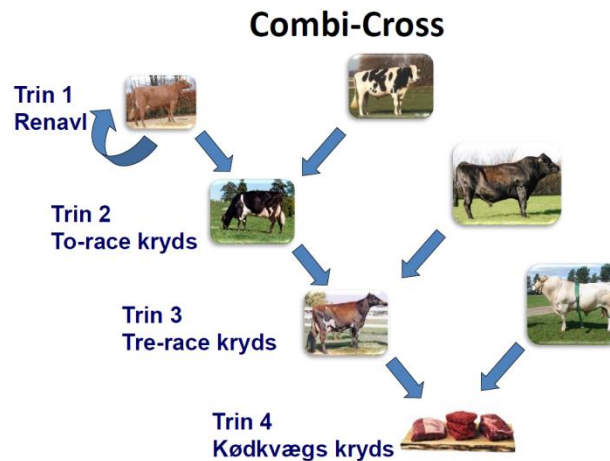 Combi-Cross
Trin 1
Renavl
Trin 2
To-race kryds
Trin 3
Tre-race kryds
Trin 4
Kødkvægs kryds